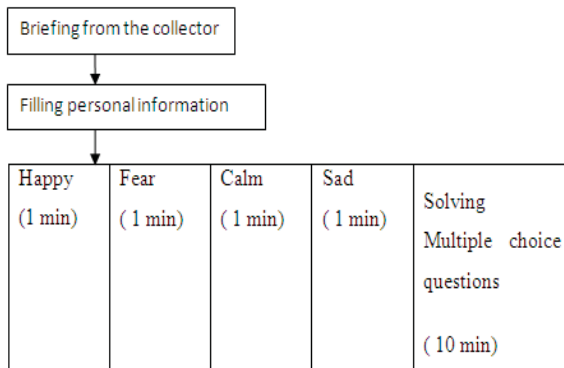 Briefing from the collector
Filling personal information
Happy
(1 min)
Fear
( 1 min)
Calm
( 1 min)
Sad
( 1 min)
Solving
Multiple choice
questions
( 10 min)